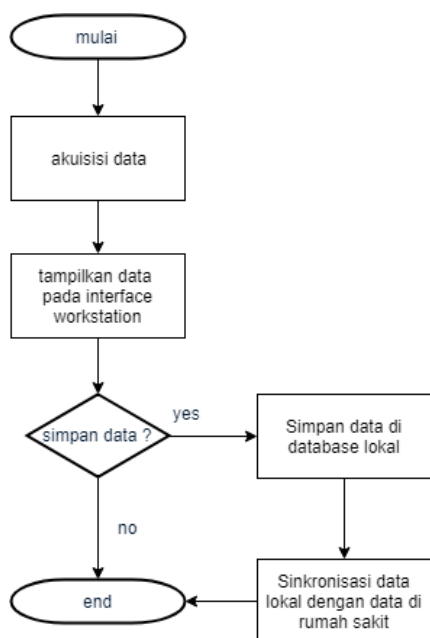 mulai
akuisisi data
tampilkan data
pada interface
workstation
simpan data ?
yes
Simpan data di
database lokal
no
Sinkronisasi data
lokal dengan data di
rumah sakit
end